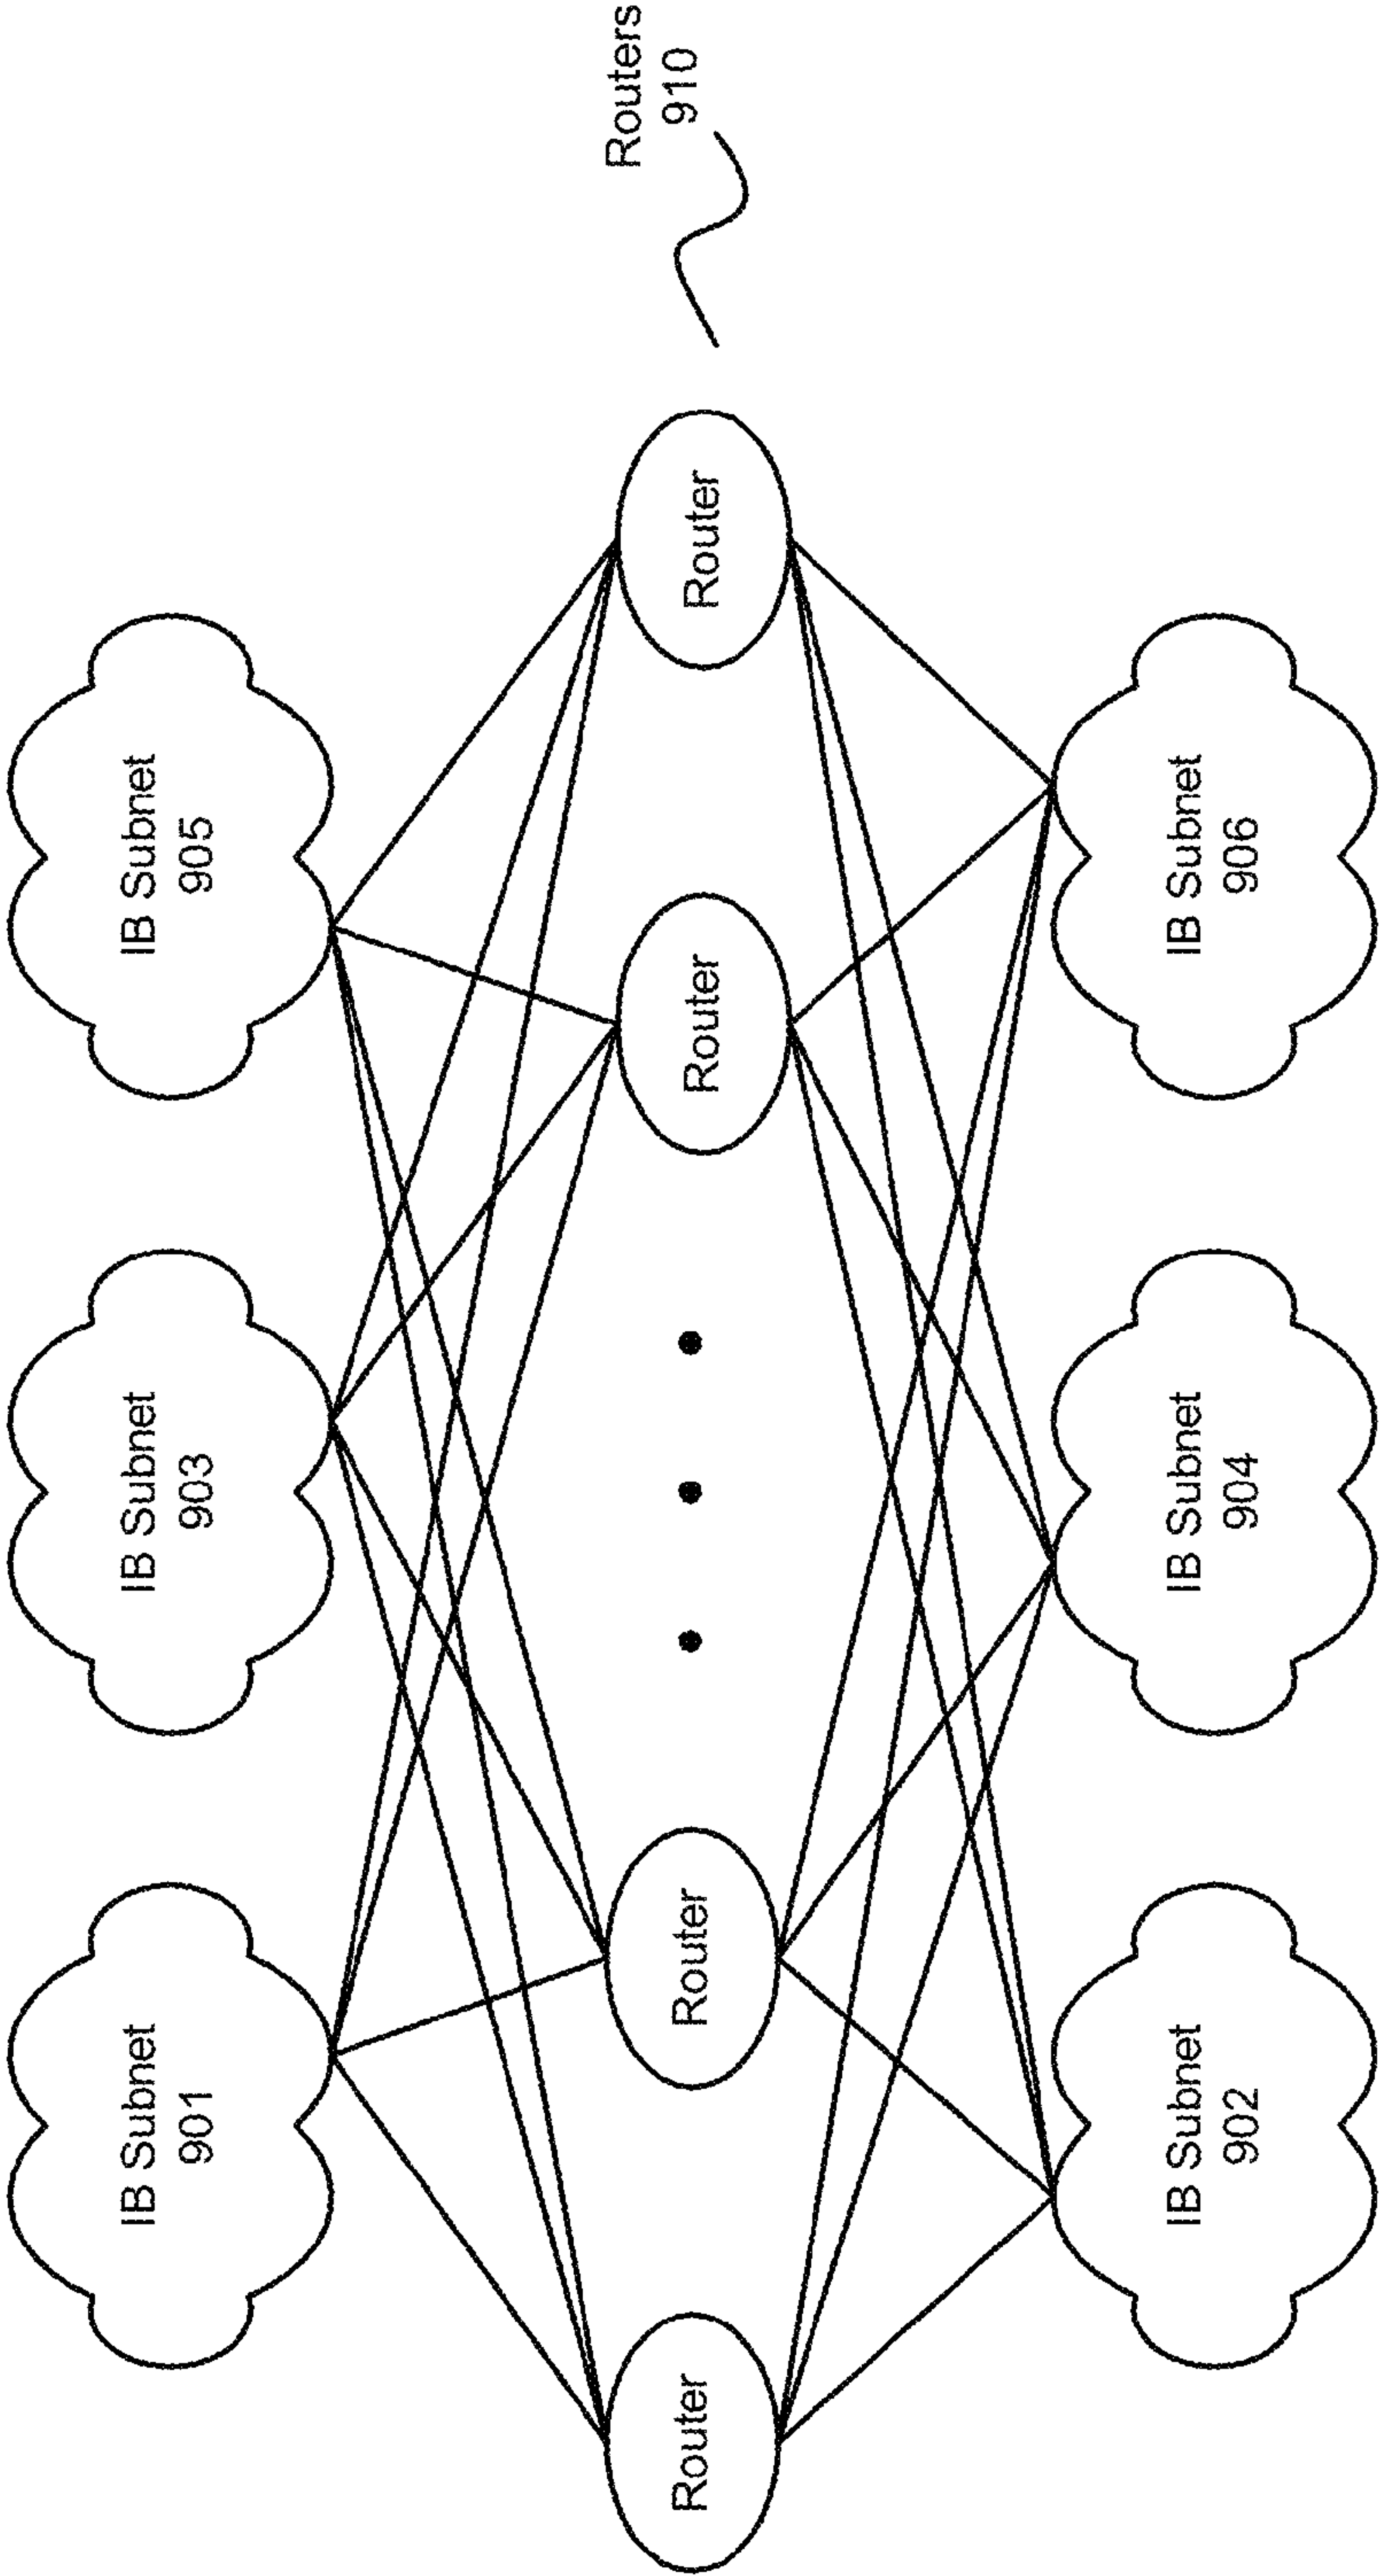 IB Subnet
901
IB Subnet
903
IB Subnet
905
Router
Router
Router
Router
Routers
910
IB Subnet
902
IB Subnet
904
IB Subnet
906